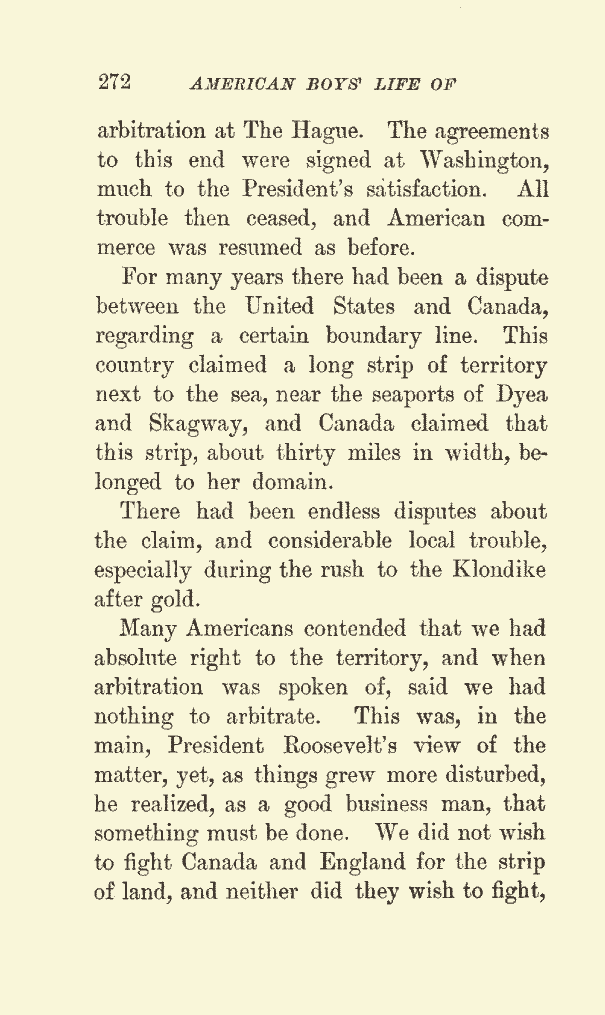 272 AMERICAN BOYS' LIFE OF
arbitration at The Hague. The agreements
to this end were signed at Washington,
much to the President's satisfaction. All
trouble then ceased, and American com-
merce was resumed as before.
For many years there had been a dispute
between the United States and Canada,
regarding a certain boundary line. This
country claimed a long strip of territory
next to the sea, near the seaports of Dyea
and Skagway, and Canada claimed that
this strip, about thirty miles in width, be-
longed to her domain.
There had been endless disputes about
the claim, and considerable local trouble,
especially during the rush to the Klondike
after gold.
Many Americans contended that we had
absolute right to the territory, and when
arbitration was spoken of, said we had
nothing to arbitrate. This was, in the
main, President Roosevelt's view of the
matter, yet, as things grew more disturbed,
he realized, as a good business man, that
something must be done. We did not wish
to fight Canada and England for the strip
of land, and neither did they wish to fight,